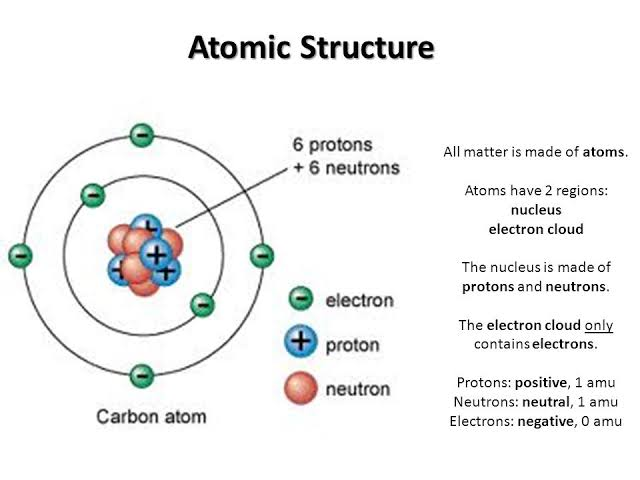 Atomic Structure
6 protons
+ 6 neutrons
electron
proton
neutron
Carbon atom
All matter is made of atoms.
Atoms have 2 regions:
nucleus
electron cloud
The nucleus is made of
protons and neutrons.
The electron cloud only
contains electrons.
Protons: positive, 1 amu
Neutrons: neutral, 1 amu
Electrons: negative, 0 amu